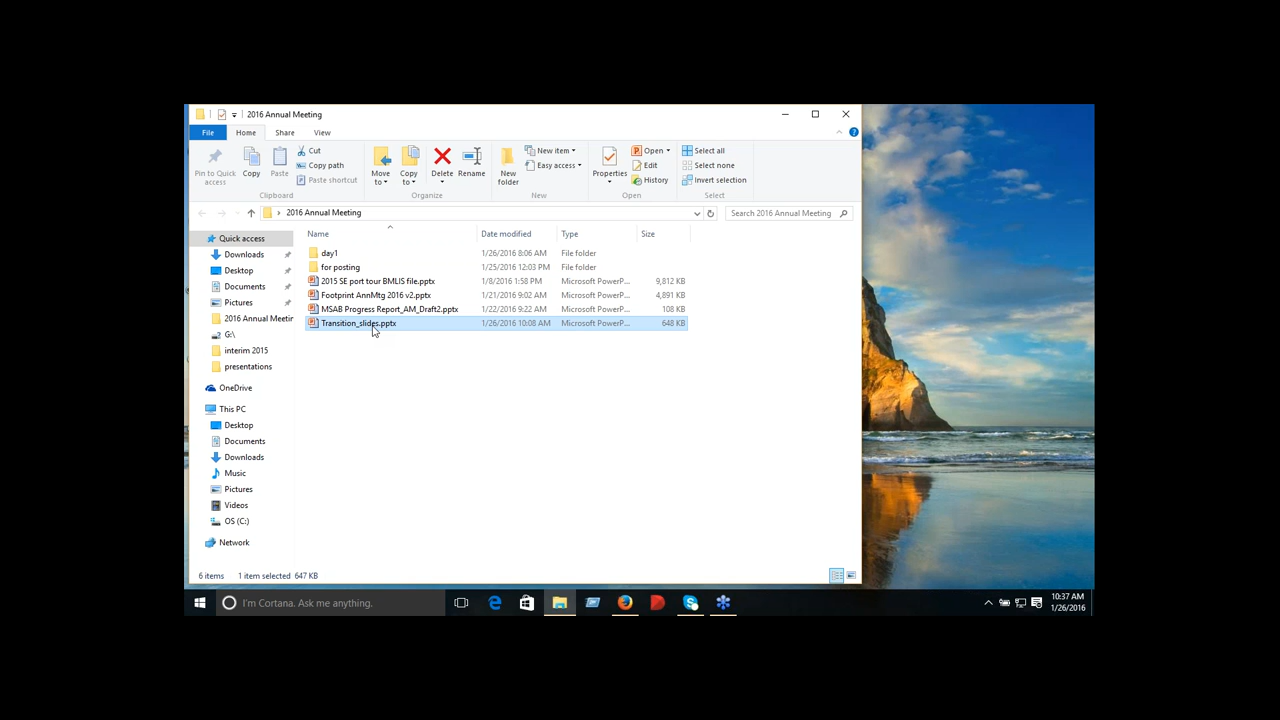 2016 Annual Meeting
File Home Share View
Pin to Quick access
Copy
Paste
Cut
Copy path
Paste shortcut
Clipboard
Move to
Copy to
Delete
Rename
Organize
New folder
New item
Easy access
New
Properties
Open
Edit
History
Open
Select all
Select none
Invert selection
Select
2016 Annual Meeting
Search 2016 Annual Meeting
Name Date modified Type Size
day1 1/26/2016 8:06 AM File folder
for posting 1/25/2016 12:03 PM File folder
2015 SE port tour BMLIS file.pptx 1/8/2016 1:58 PM Microsoft PowerP... 9,812 KB
Footprint AnnMtg 2016 v2.pptx 1/21/2016 9:02 AM Microsoft PowerP... 4,891 KB
MSAB Progress Report_AM_Draft2.pptx 1/22/2016 9:22 AM Microsoft PowerP... 108 KB
Transition_slides.pptx 1/26/2016 10:08 AM Microsoft PowerP... 648 KB
Quick access
Downloads
Desktop
Documents
Pictures
2016 Annual Meetin
G:\
interim 2015
presentations
OneDrive
This PC
Desktop
Documents
Downloads
Music
Pictures
Videos
OS (C:)
Network
6 items 1 item selected 647 KB
I'm Cortana. Ask me anything.
10:37 AM
1/26/2016